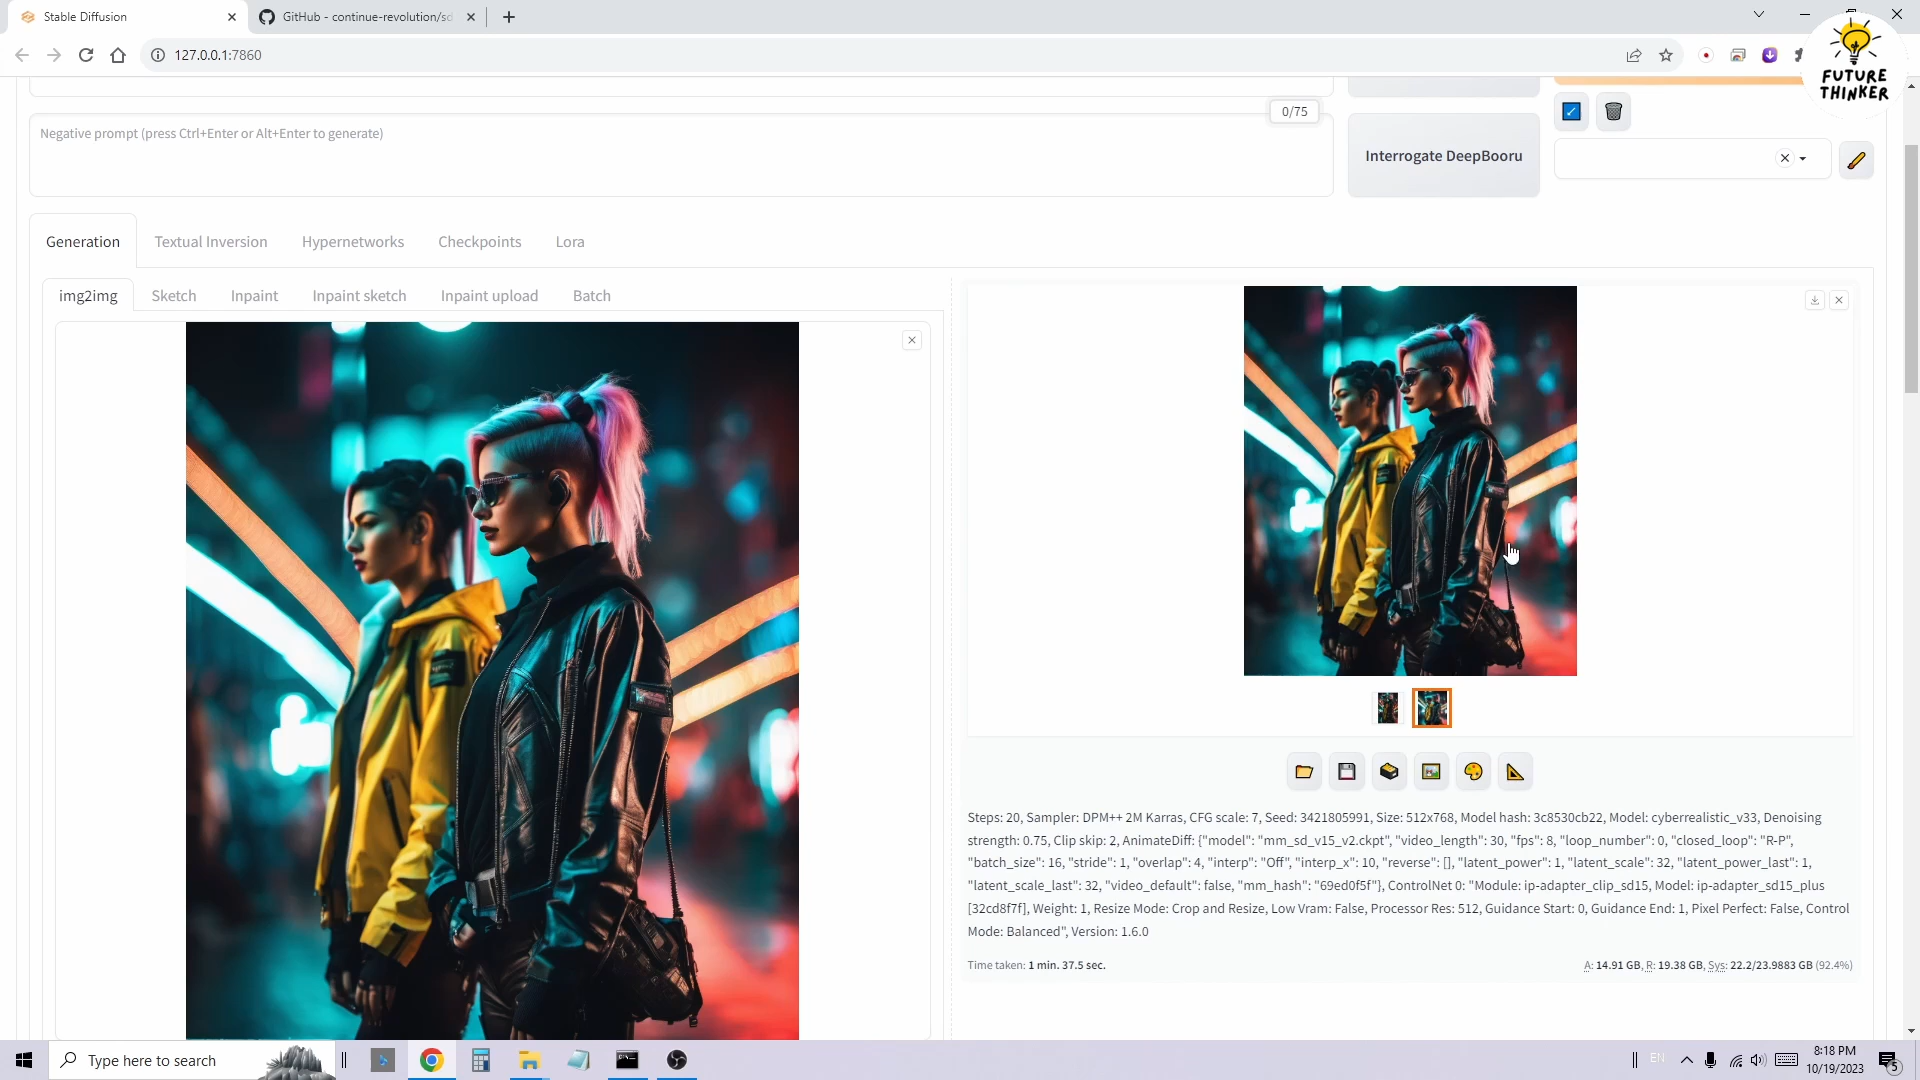 Stable Diffusion
GitHub - continue-revolution/sd
127.0.0.1:7860
FUTURE
THINKER
0/75
Negative prompt (press Ctrl+Enter or Alt+Enter to generate)
Interrogate DeepBooru
Generation
Textual Inversion
Hypernetworks
Checkpoints
Lora
img2img
Sketch
Inpaint
Inpaint sketch
Inpaint upload
Batch
Steps: 20, Sampler: DPM++ 2M Karras, CFG scale: 7, Seed: 3421805991, Size: 512x768, Model hash: 3c8530cb22, Model: cyberrealistic_v33, Denoising
strength: 0.75, Clip skip: 2, AnimateDiff: {"model": "mm_sd_v15_v2.ckpt", "video_length": 30, "fps": 8, "loop_number": 0, "closed_loop": "R-P",
"batch_size": 16, "stride": 1, "overlap": 4, "interp": "Off", "interp_x": 10, "reverse": [], "latent_power": 1, "latent_scale": 32, "latent_power_last": 1,
"latent_scale_last": 32, "video_default": false, "mm_hash": "69ed0f5f"}, ControlNet 0: "Module: ip-adapter_clip_sd15, Model: ip-adapter_sd15_plus
[32cd8f7f], Weight: 1, Resize Mode: Crop and Resize, Low Vram: False, Processor Res: 512, Guidance Start: 0, Guidance End: 1, Pixel Perfect: False, Control
Mode: Balanced", Version: 1.6.0
Time taken: 1 min. 37.5 sec.
A: 14.91 GB, R: 19.38 GB, Sys: 22.2/23.9883 GB (92.4%)
Type here to search
EN
8:18 PM
10/19/2023
5